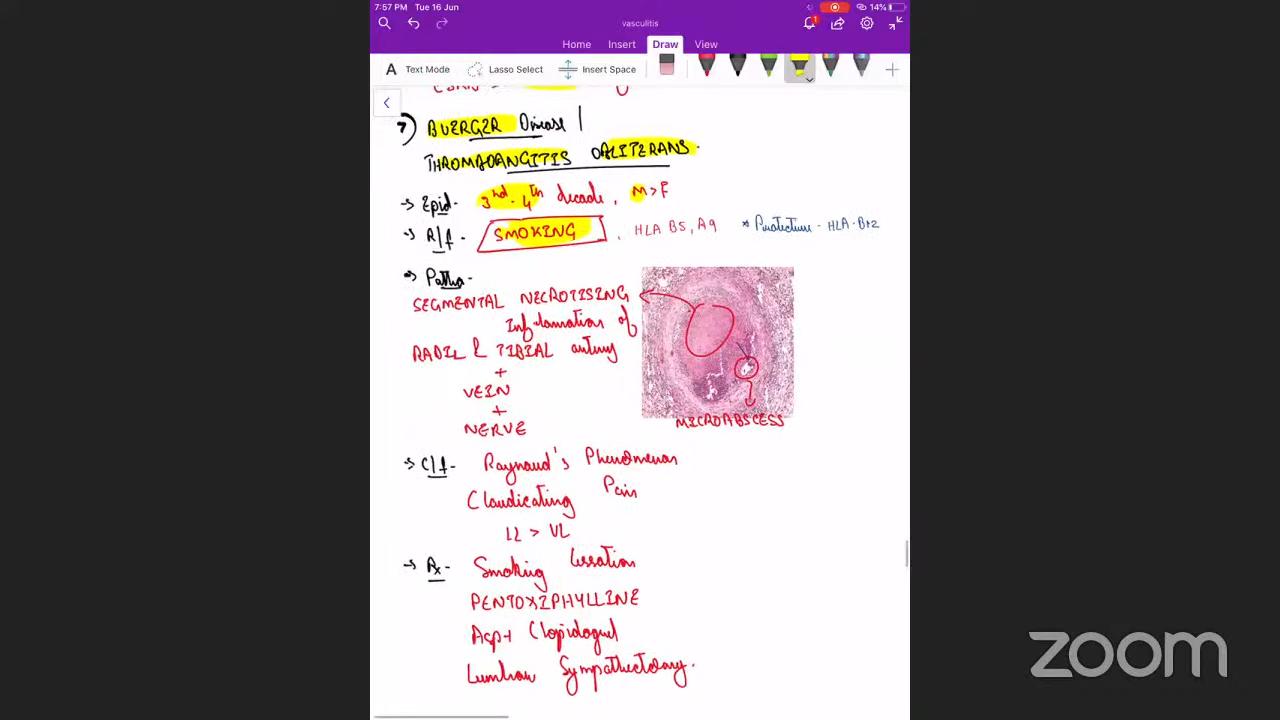 7:57 PM Tue 16 Jun
14%
vasculitis
Home Insert Draw View
Text Mode Lasso Select Insert Space
7) BUERGER Disease |
THROMBOANGITIS OBLITERANS.
→ Epid. 3rd - 4th decade, M>F
→ R/f - SMOKING, HLA B5, A9 * Protective - HLA-B12
→ Patho -
SEGMENTAL NECROTISING
Inflamation of
RADIAL & TIBIAL artery
+
VEIN
+
NERVE
MICROABSCESS
→ C/f - Raynaud's Phenomenon
Claudicating Pain
LL > UL
→ Rx - Smoking Cessation
PENTOXIPHYLLINE
Asp+ Clopidogrel
Lumbar Sympathectomy.
zoom